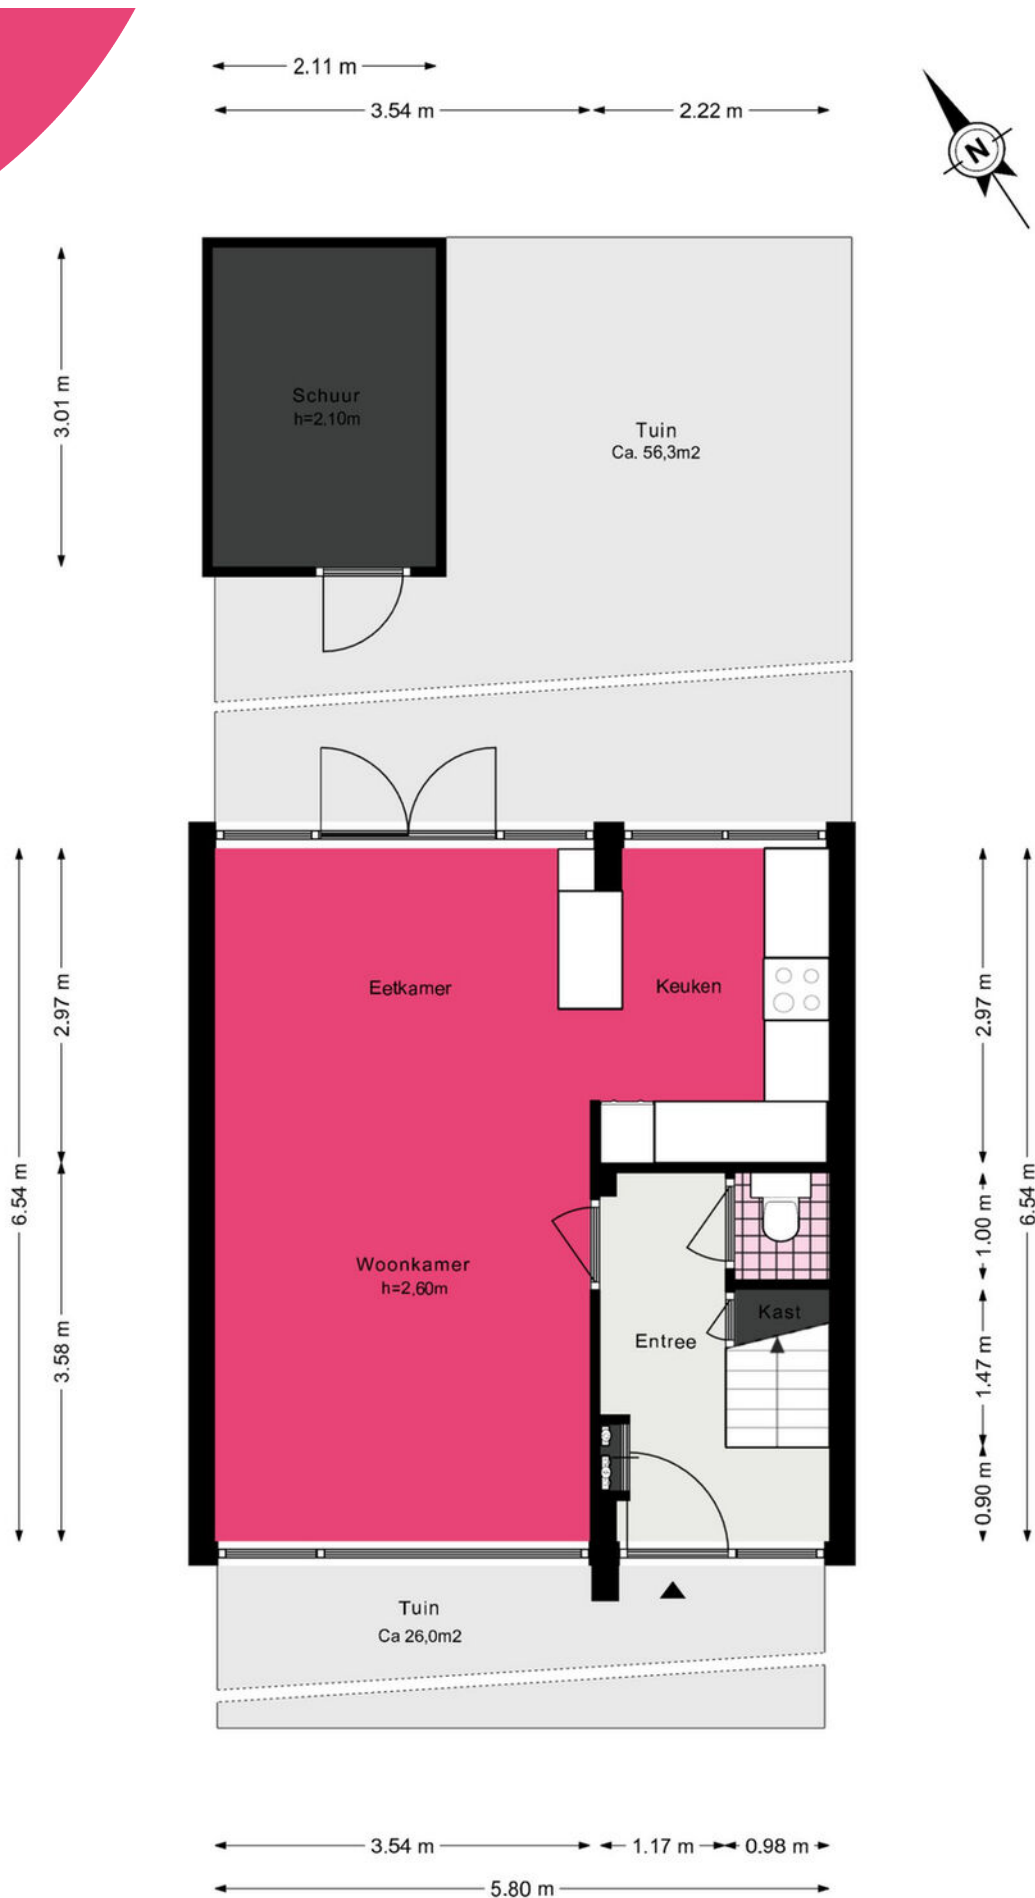 2.11 m
3.54 m
2.22 m
N
3.01 m
Schuur
h=2.10m
Tuin
Ca. 56,3m2
6.54 m
2.97 m
3.58 m
Eetkamer
Keuken
Woonkamer
h=2,60m
Entree
Kast
2.97 m
1.00 m
1.47 m
0.90 m
6.54 m
Tuin
Ca 26,0m2
3.54 m
1.17 m
0.98 m
5.80 m